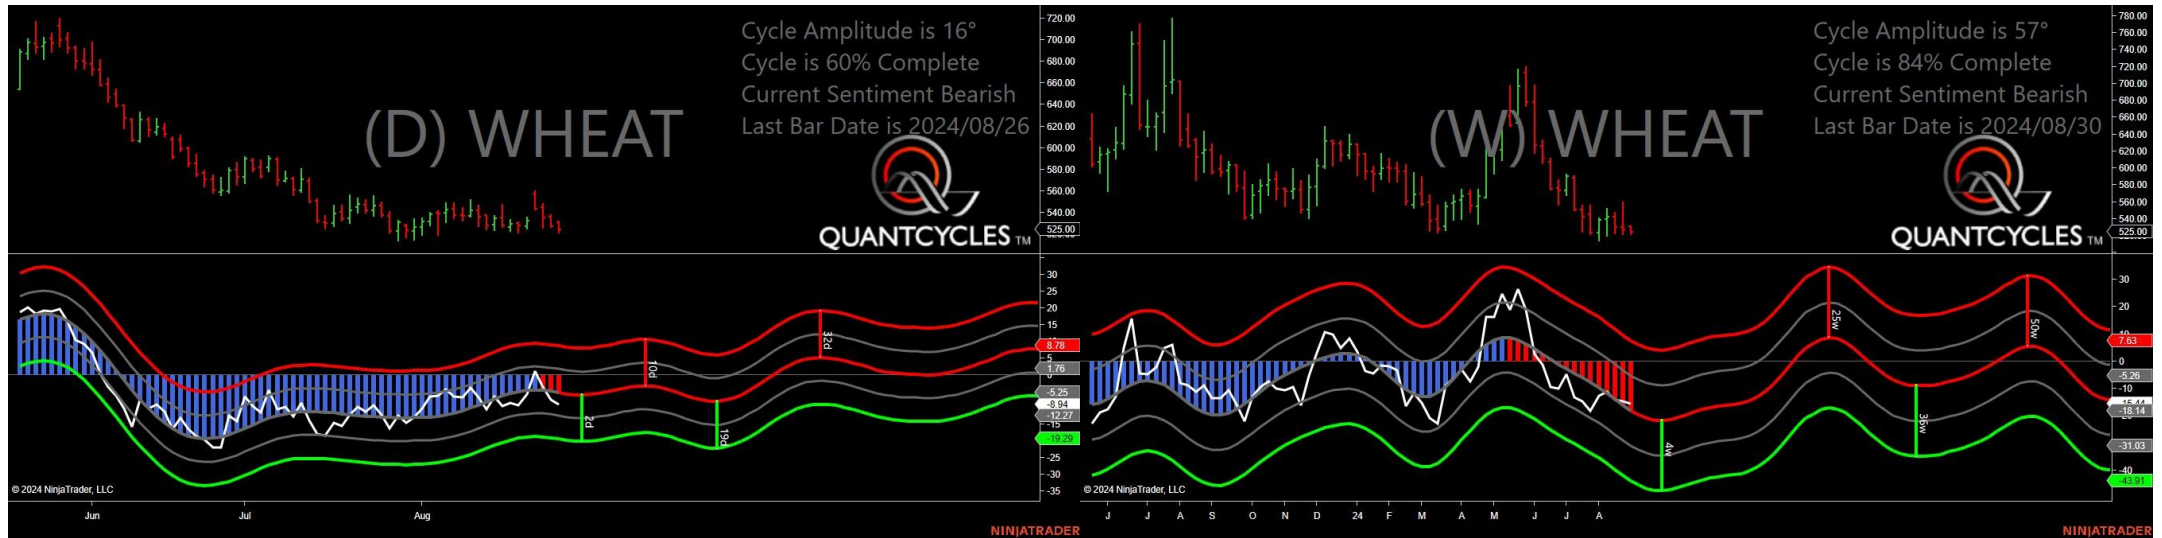 Cycle Amplitude is 16°
Cycle is 60% Complete
Current Sentiment Bearish
Last Bar Date is 2024/08/26
(D) WHEAT
QUANTCYCLES TM
720.00
700.00
680.00
660.00
640.00
620.00
600.00
580.00
560.00
540.00
525.00
30
25
20
15
8.78
5
1.76
-5.25
-8.94
-12.27
-15
-19.29
-25
-30
-35
10d
32d
2d
19d
© 2024 NinjaTrader, LLC
Jun
Jul
Aug
NINJATRADER
Cycle Amplitude is 57°
Cycle is 84% Complete
Current Sentiment Bearish
Last Bar Date is 2024/08/30
(W) WHEAT
QUANTCYCLES TM
780.00
760.00
740.00
720.00
700.00
680.00
660.00
640.00
620.00
600.00
580.00
560.00
540.00
525.00
30
20
7.63
0
-5.26
-10
-18.14
-31.03
-40
-43.91
25w
50w
4w
36w
© 2024 NinjaTrader, LLC
J
J
A
S
O
N
D
24
F
M
A
M
J
J
A
NINJATRADER